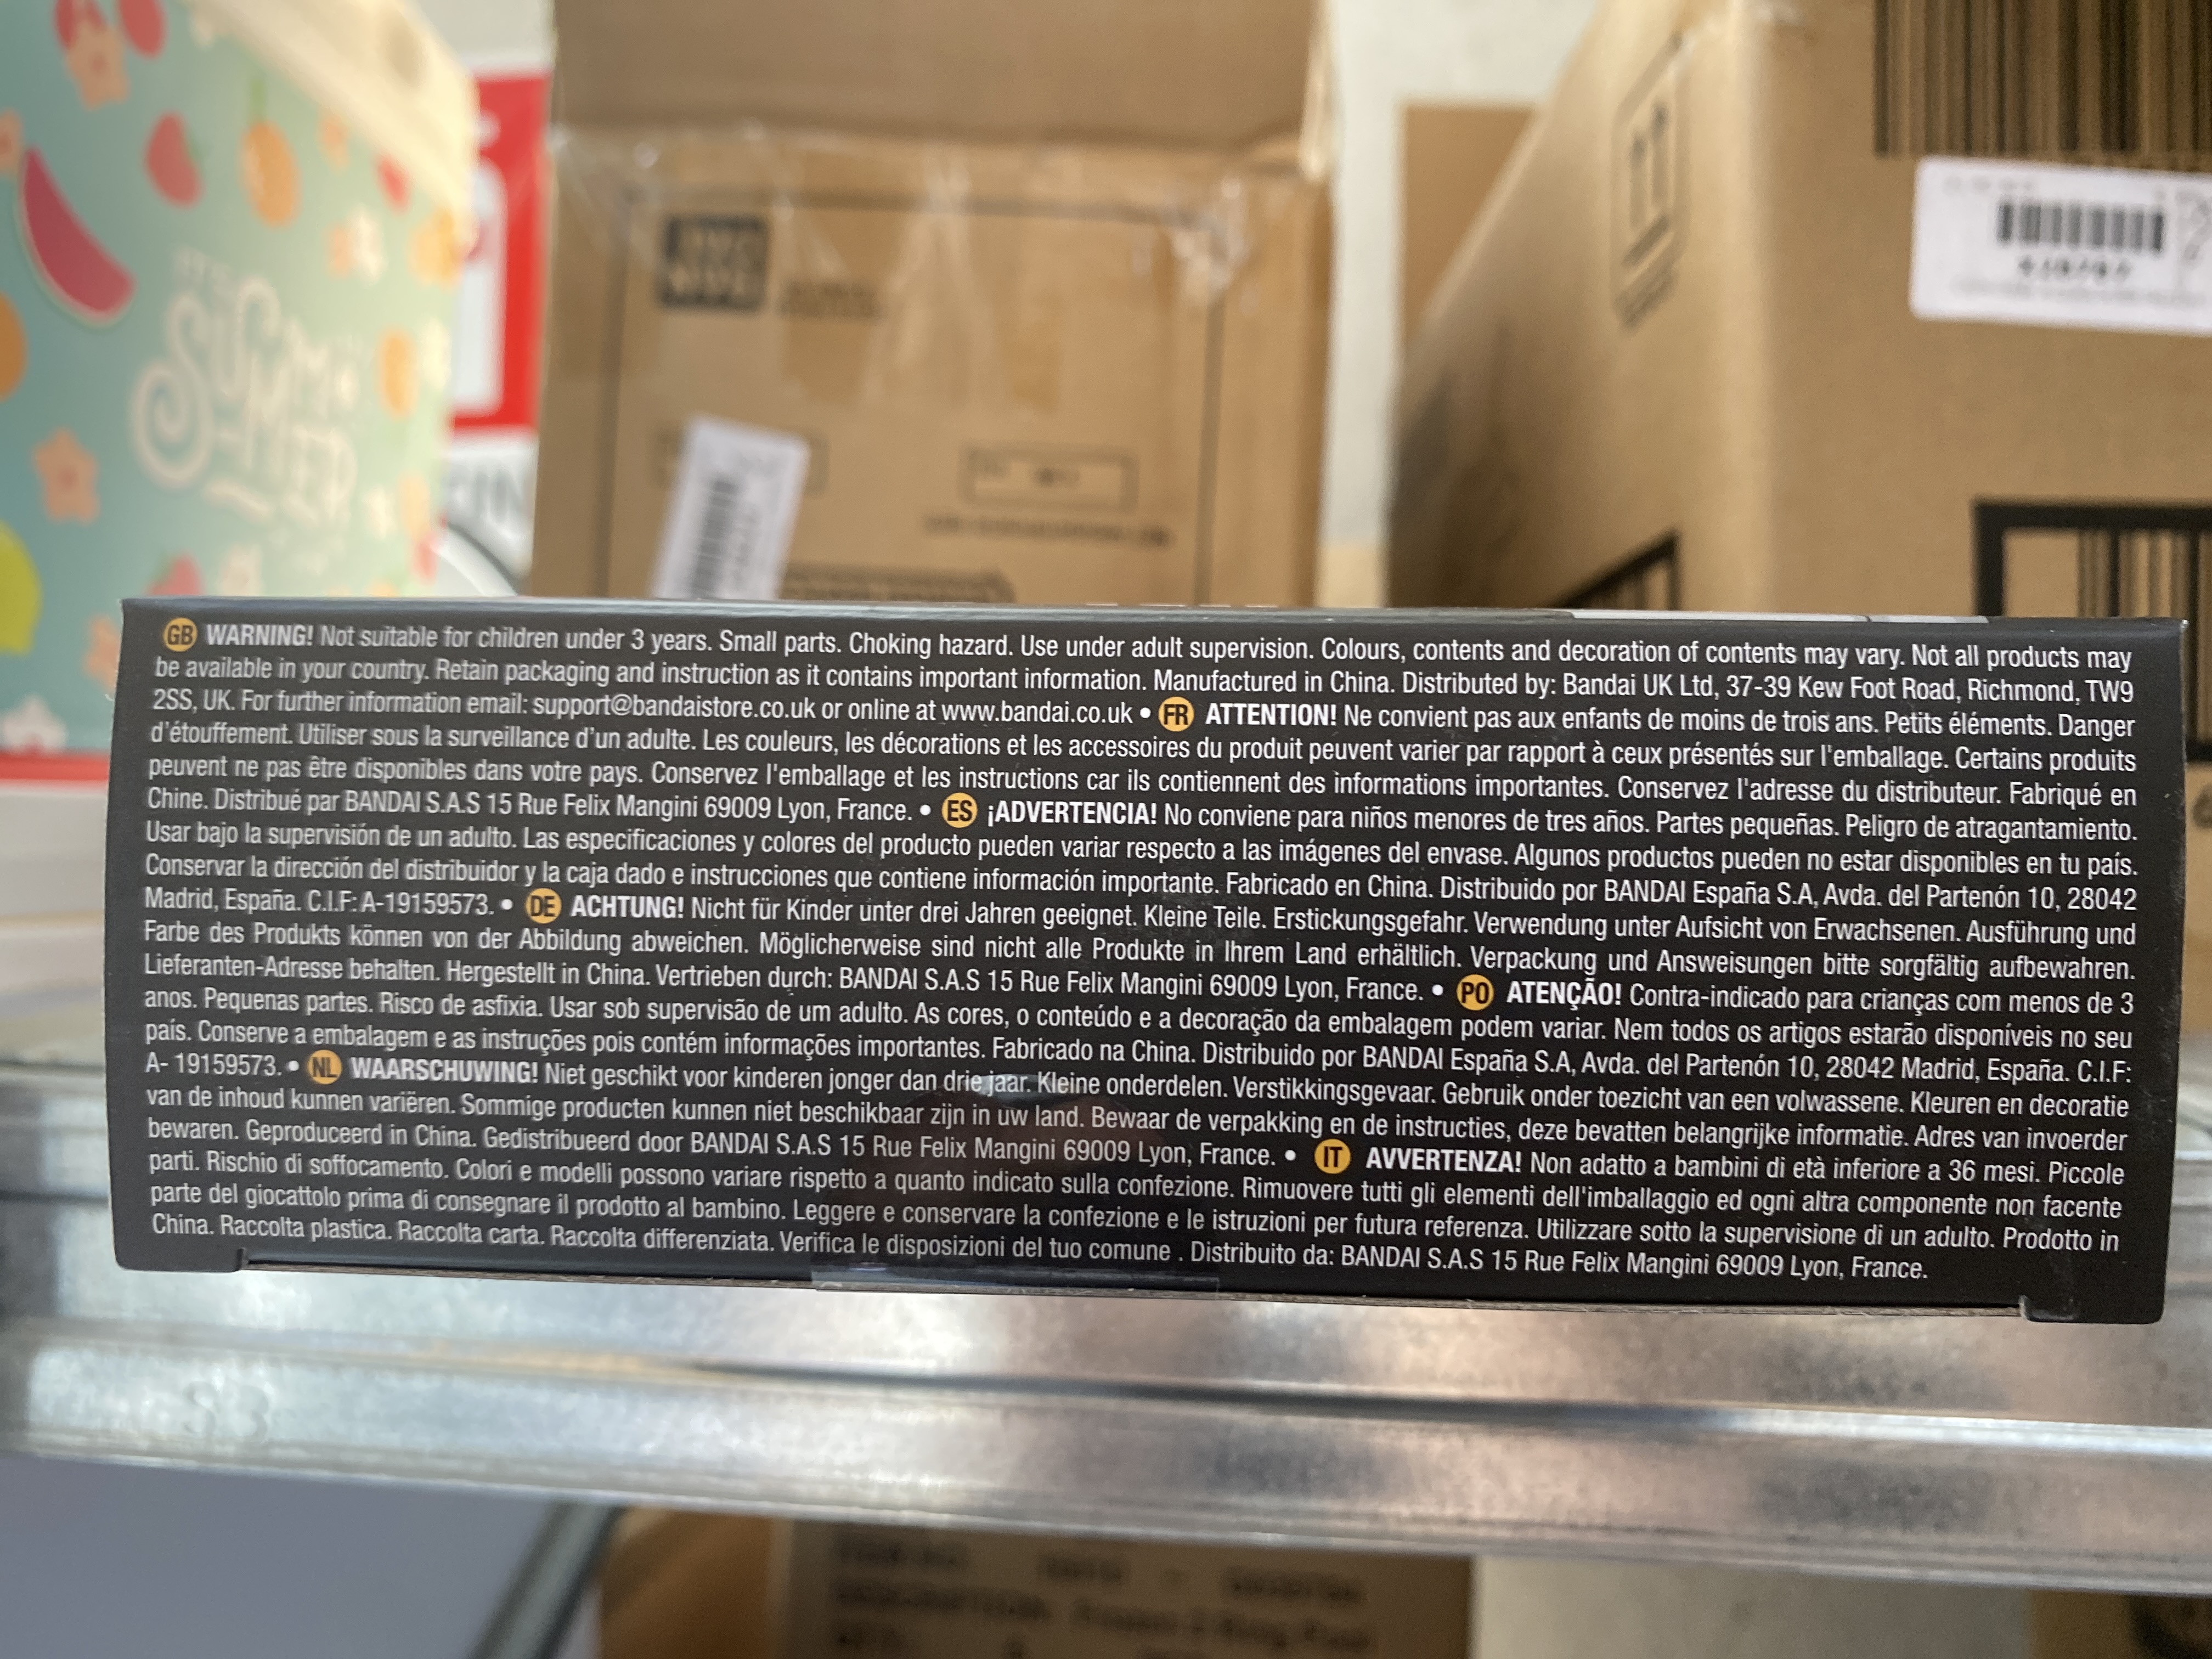 IT'S
SUMMER
GB WARNING! Not suitable for children under 3 years. Small parts. Choking hazard. Use under adult supervision. Colours, contents and decoration of contents may vary. Not all products may
be available in your country. Retain packaging and instruction as it contains important information. Manufactured in China. Distributed by: Bandai UK Ltd, 37-39 Kew Foot Road, Richmond, TW9
2SS, UK. For further information email: support@bandaistore.co.uk or online at www.bandai.co.uk • FR ATTENTION! Ne convient pas aux enfants de moins de trois ans. Petits éléments. Danger
d'étouffement. Utiliser sous la surveillance d'un adulte. Les couleurs, les décorations et les accessoires du produit peuvent varier par rapport à ceux présentés sur l'emballage. Certains produits
peuvent ne pas être disponibles dans votre pays. Conservez l'emballage et les instructions car ils contiennent des informations importantes. Conservez l'adresse du distributeur. Fabriqué en
Chine. Distribué par BANDAI S.A.S 15 Rue Felix Mangini 69009 Lyon, France. • ES ¡ADVERTENCIA! No conviene para niños menores de tres años. Partes pequeñas. Peligro de atragantamiento.
Usar bajo la supervisión de un adulto. Las especificaciones y colores del producto pueden variar respecto a las imágenes del envase. Algunos productos pueden no estar disponibles en tu país.
Conservar la dirección del distribuidor y la caja dado e instrucciones que contiene información importante. Fabricado en China. Distribuido por BANDAI España S.A, Avda. del Partenón 10, 28042
Madrid, España. C.I.F: A-19159573. • DE ACHTUNG! Nicht für Kinder unter drei Jahren geeignet. Kleine Teile. Erstickungsgefahr. Verwendung unter Aufsicht von Erwachsenen. Ausführung und
Farbe des Produkts können von der Abbildung abweichen. Möglicherweise sind nicht alle Produkte in Ihrem Land erhältlich. Verpackung und Answeisungen bitte sorgfältig aufbewahren.
Lieferanten-Adresse behalten. Hergestellt in China. Vertrieben durch: BANDAI S.A.S 15 Rue Felix Mangini 69009 Lyon, France. • PO ATENÇÃO! Contra-indicado para crianças com menos de 3
anos. Pequenas partes. Risco de asfixia. Usar sob supervisão de um adulto. As cores, o conteúdo e a decoração da embalagem podem variar. Nem todos os artigos estarão disponíveis no seu
país. Conserve a embalagem e as instruções pois contém informações importantes. Fabricado na China. Distribuido por BANDAI España S.A, Avda. del Partenón 10, 28042 Madrid, España. C.I.F:
A- 19159573. • NL WAARSCHUWING! Niet geschikt voor kinderen jonger dan drie jaar. Kleine onderdelen. Verstikkingsgevaar. Gebruik onder toezicht van een volwassene. Kleuren en decoratie
van de inhoud kunnen variëren. Sommige producten kunnen niet beschikbaar zijn in uw land. Bewaar de verpakking en de instructies, deze bevatten belangrijke informatie. Adres van invoerder
bewaren. Geproduceerd in China. Gedistribueerd door BANDAI S.A.S 15 Rue Felix Mangini 69009 Lyon, France. • IT AVVERTENZA! Non adatto a bambini di età inferiore a 36 mesi. Piccole
parti. Rischio di soffocamento. Colori e modelli possono variare rispetto a quanto indicato sulla confezione. Rimuovere tutti gli elementi dell'imballaggio ed ogni altra componente non facente
parte del giocattolo prima di consegnare il prodotto al bambino. Leggere e conservare la confezione e le istruzioni per futura referenza. Utilizzare sotto la supervisione di un adulto. Prodotto in
China. Raccolta plastica. Raccolta carta. Raccolta differenziata. Verifica le disposizioni del tuo comune . Distribuito da: BANDAI S.A.S 15 Rue Felix Mangini 69009 Lyon, France.